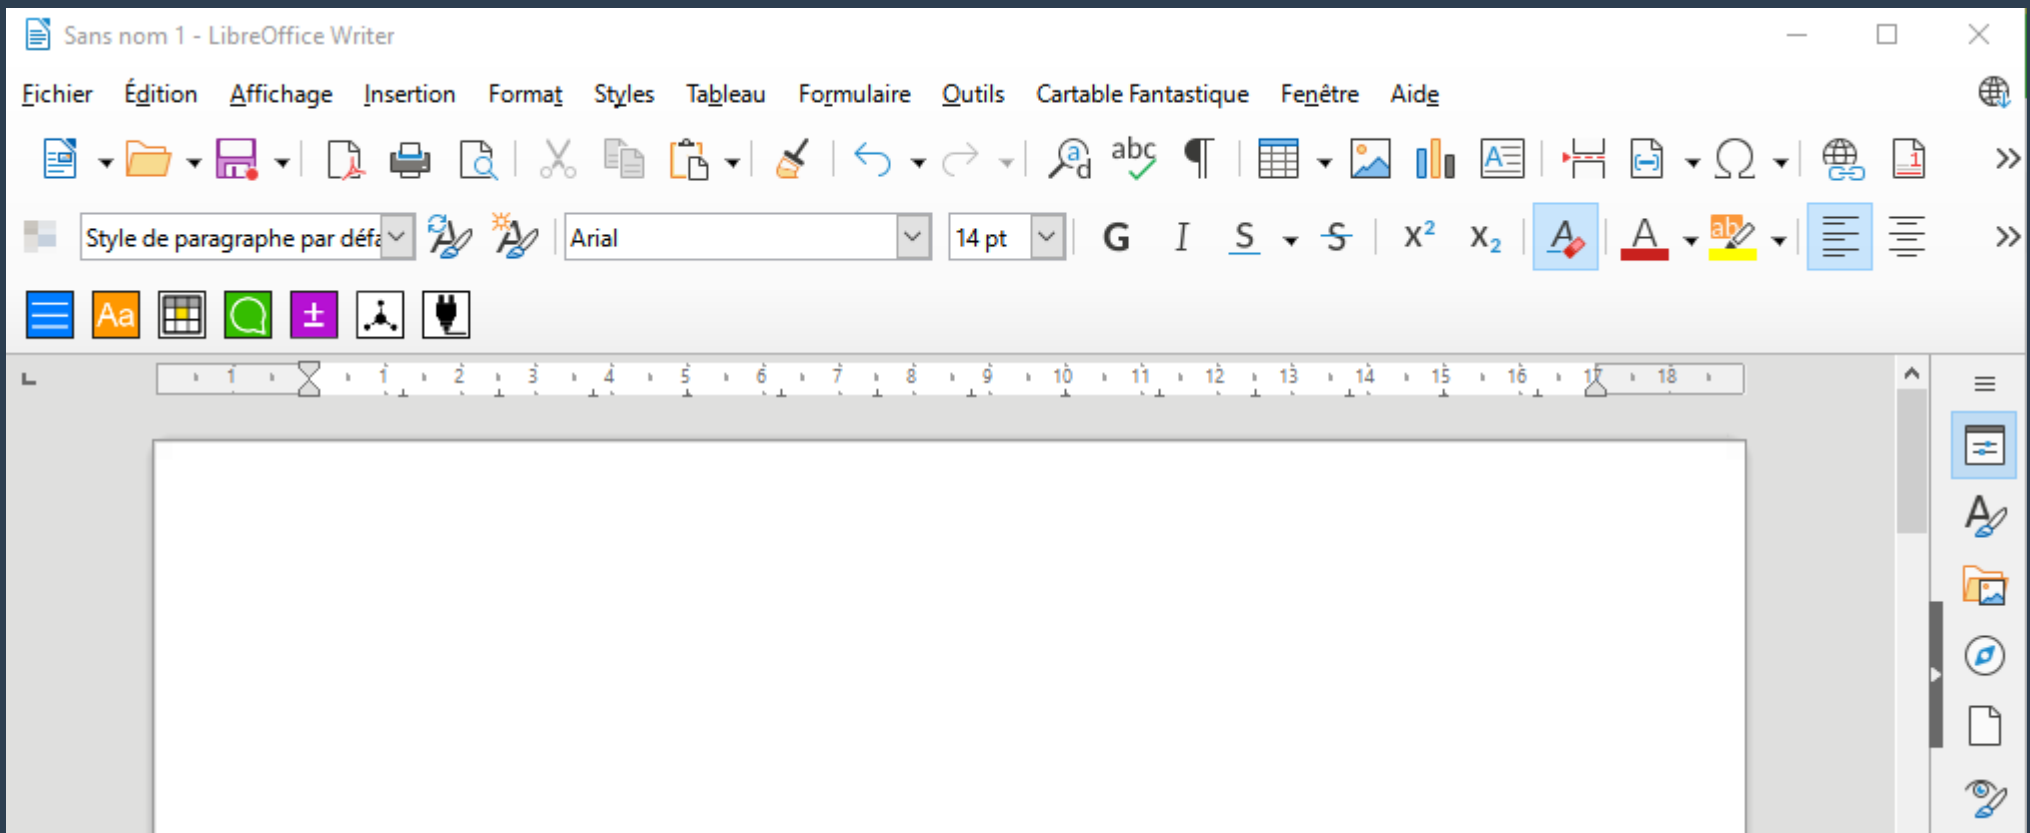 Sans nom 1 - LibreOffice Writer
Fichier Édition Affichage Insertion Format Styles Tableau Formulaire Outils Cartable Fantastique Fenêtre Aide
a d abc ¶ A Ω 1
Style de paragraphe par défa Arial 14 pt G I S S X² X₂ A A ab
Aa ±
1 1 2 3 4 5 6 7 8 9 10 11 12 13 14 15 16 17 18